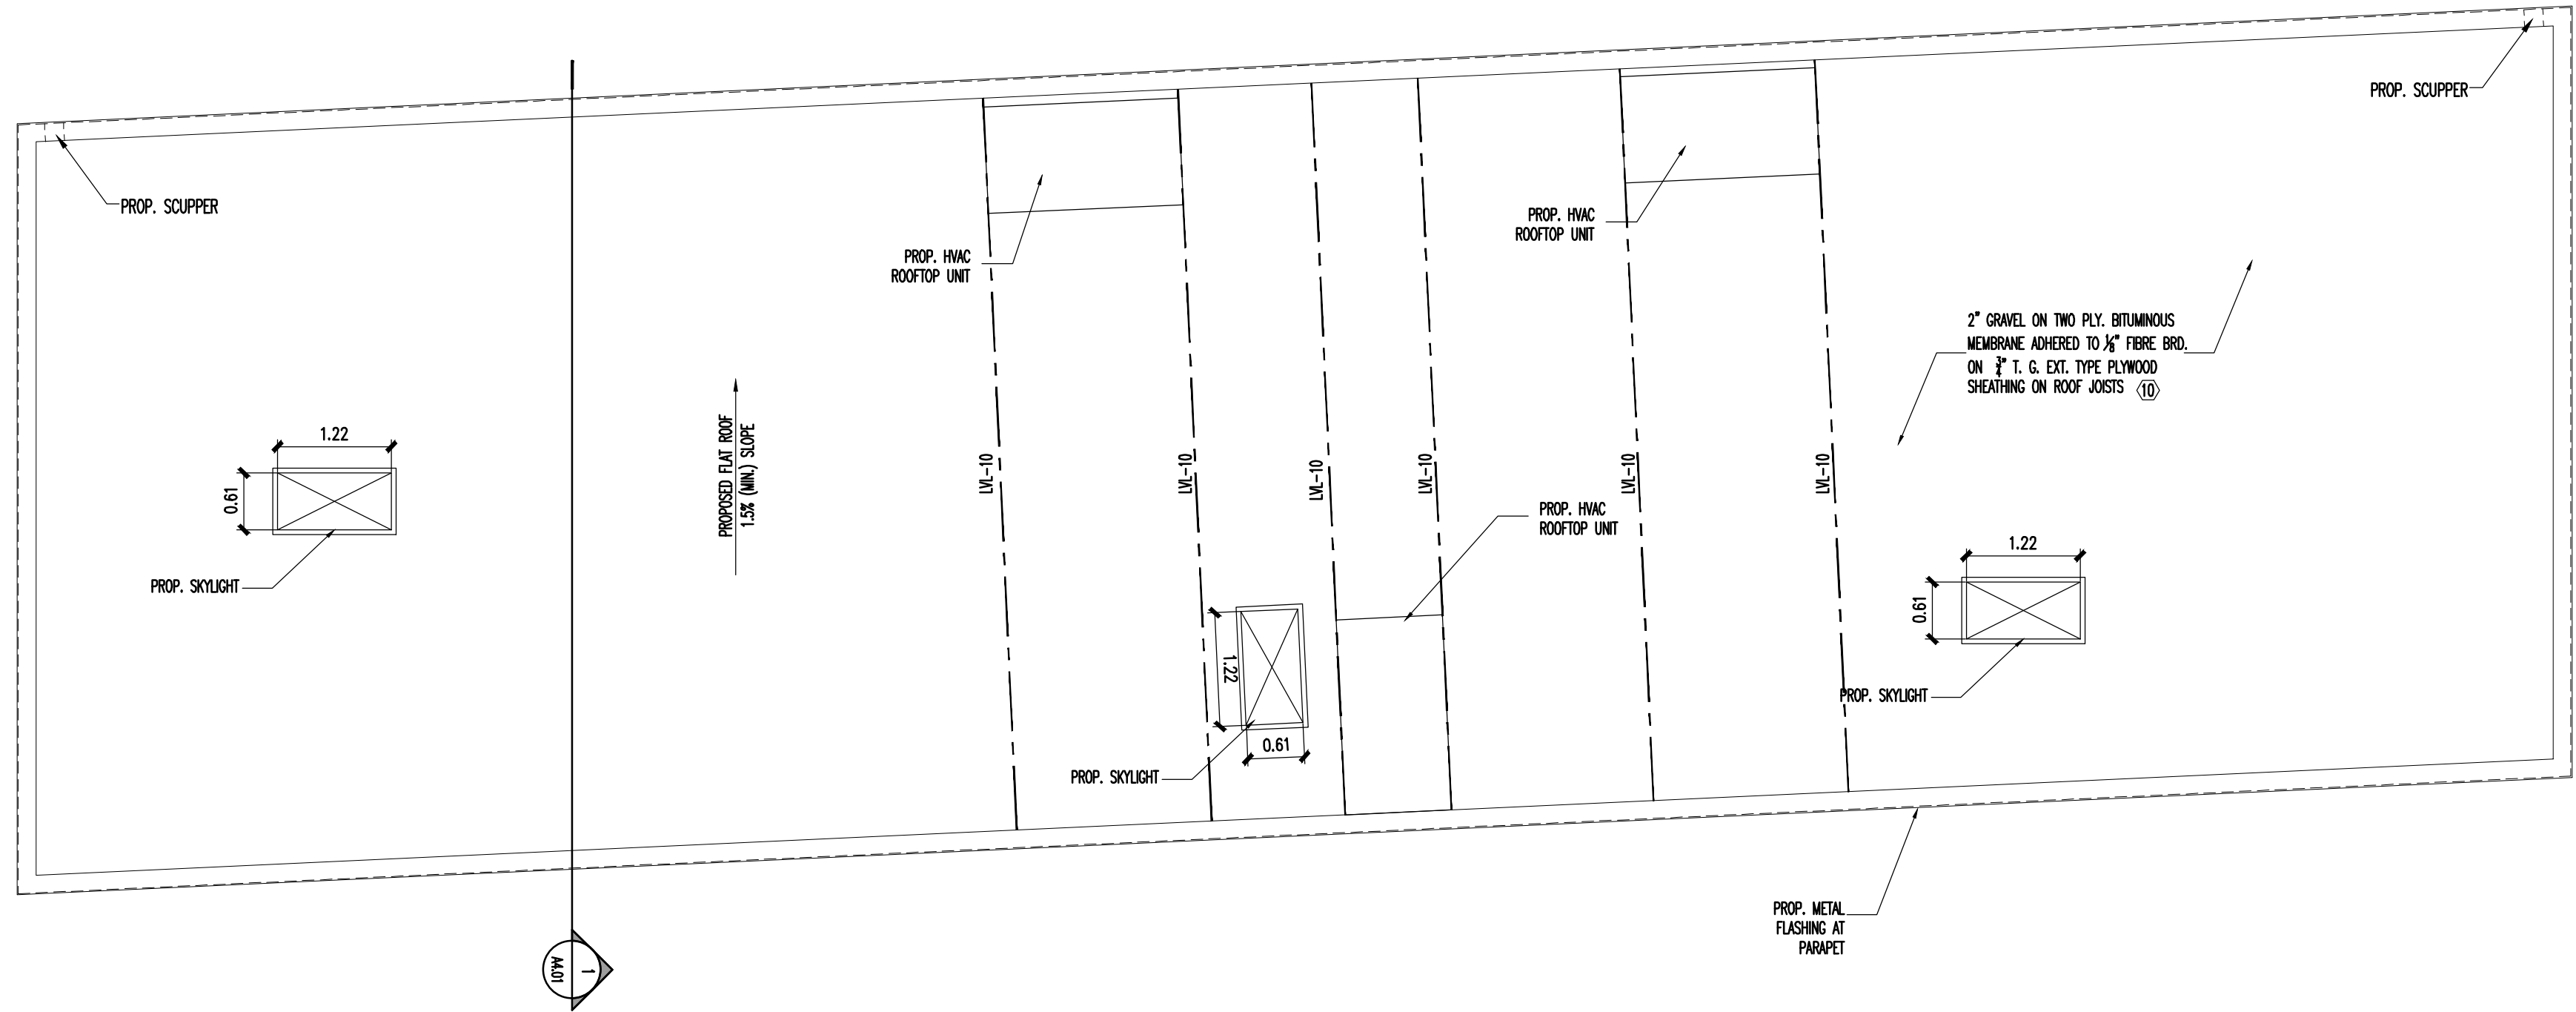 PROP. SCUPPER
PROP. SCUPPER
PROP. HVAC
ROOFTOP UNIT
PROP. HVAC
ROOFTOP UNIT
2" GRAVEL ON TWO PLY. BITUMINOUS
MEMBRANE ADHERED TO 1/8" FIBRE BRD.
ON 3/4" T. G. EXT. TYPE PLYWOOD
SHEATHING ON ROOF JOISTS 10
1.22
0.61
PROP. SKYLIGHT
PROPOSED FLAT ROOF
1.5% (MIN.) SLOPE
LVL-10
LVL-10
LVL-10
LVL-10
LVL-10
LVL-10
PROP. HVAC
ROOFTOP UNIT
1.22
0.61
PROP. SKYLIGHT
1.22
0.61
PROP. SKYLIGHT
PROP. METAL
FLASHING AT
PARAPET
1
A4.01